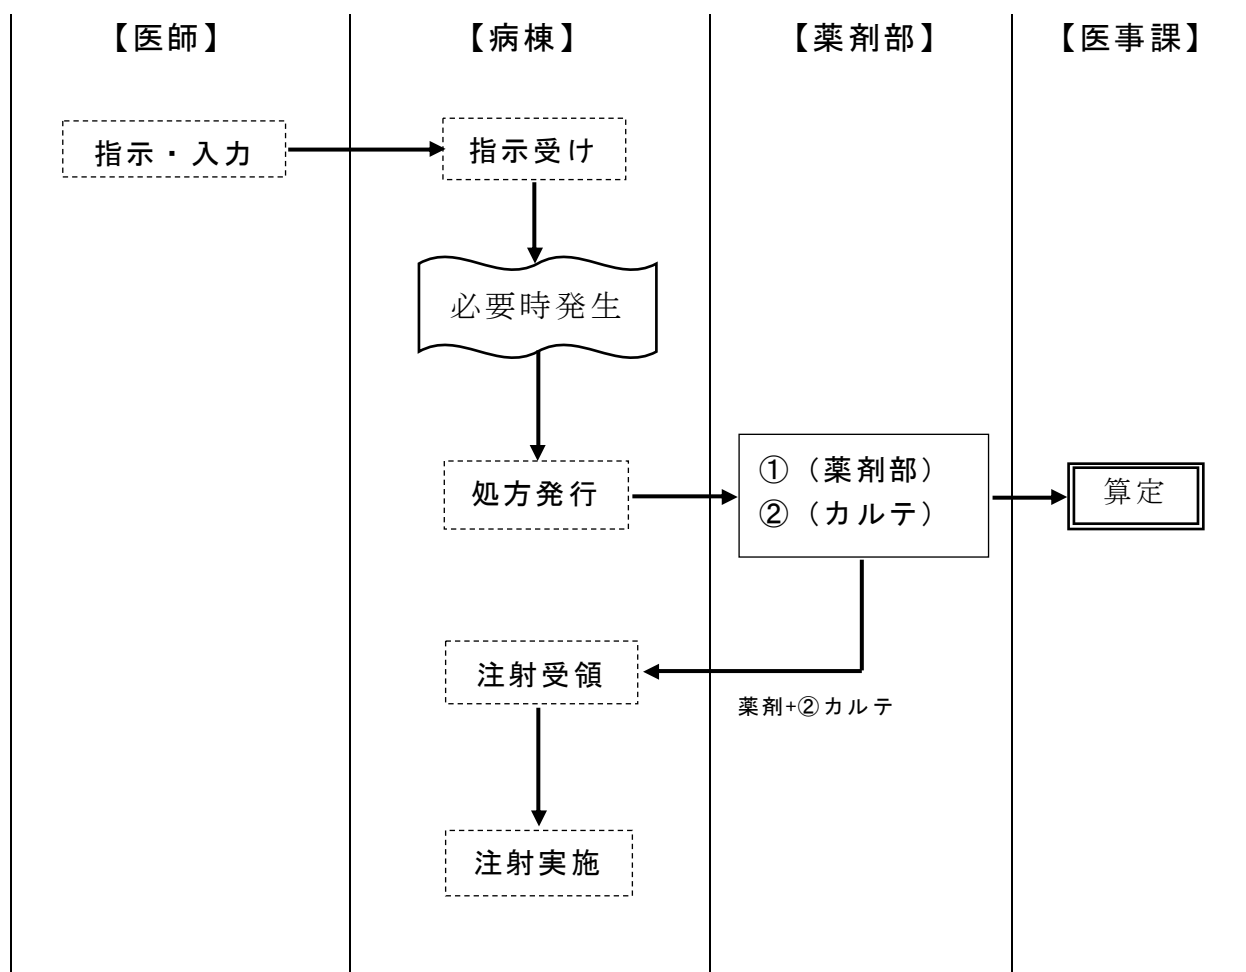 【医師】
【病棟】
【薬剤部】
【医事課】
指示・入力
指示受け
必要時発生
処方発行
①（薬剤部）
②（カルテ）
算定
注射受領
薬剤+②カルテ
注射実施